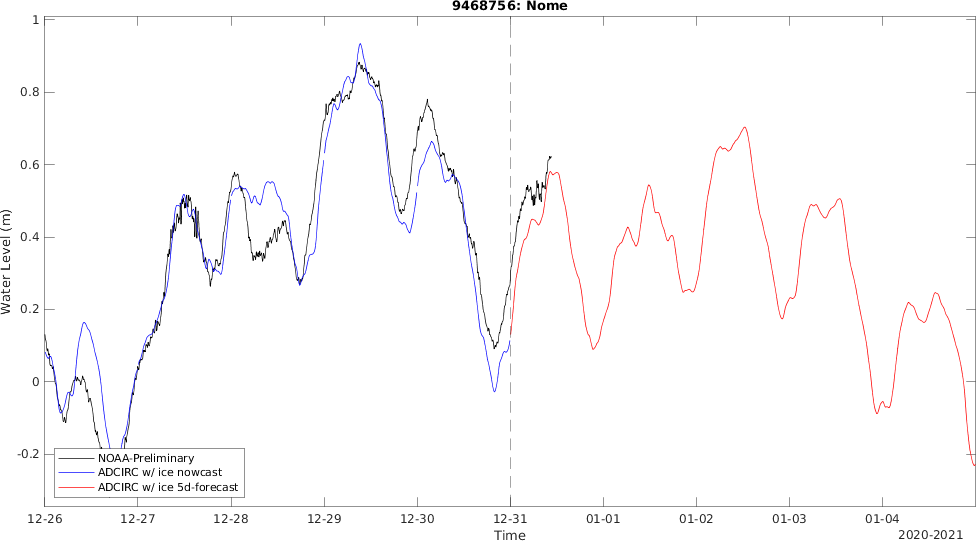 9468756: Nome
1
0.8
0.6
0.4
0.2
0
-0.2
Water Level (m)
NOAA-Preliminary
ADCIRC w/ ice nowcast
ADCIRC w/ ice 5d-forecast
12-26 12-27 12-28 12-29 12-30 12-31 01-01 01-02 01-03 01-04
Time
2020-2021